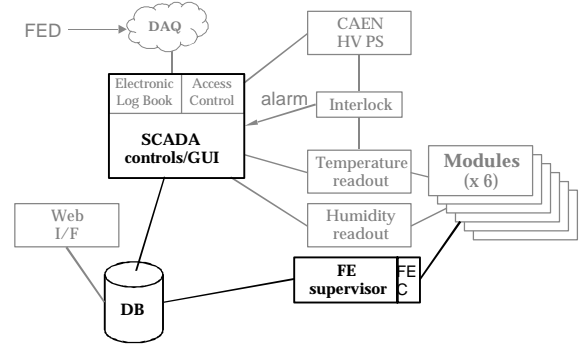 FED
DAQ
CAEN
HV PS
Electronic
Log Book
Access
Control
alarm
Interlock
SCADA
controls/GUI
Temperature
readout
Modules
(x 6)
Web
I/F
Humidity
readout
DB
FE
supervisor
FE
C